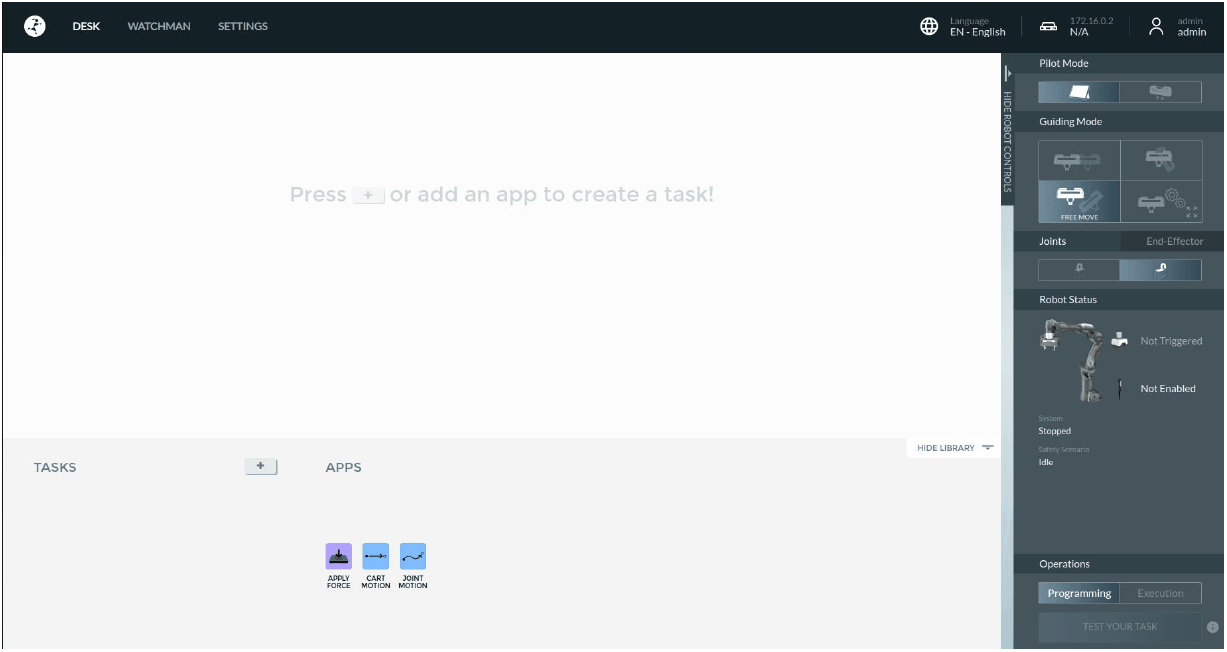 DESK WATCHMAN SETTINGS
Language
EN - English
172.16.0.2
N/A
admin
admin
Pilot Mode
HIDE ROBOT CONTROLS
Guiding Mode
FREE MOVE
Joints End-Effector
Robot Status
Not Triggered
Not Enabled
System
Stopped
Safety Scenario
Idle
Operations
Programming Execution
TEST YOUR TASK
Press + or add an app to create a task!
HIDE LIBRARY
TASKS + APPS
APPLY
FORCE
CART
MOTION
JOINT
MOTION